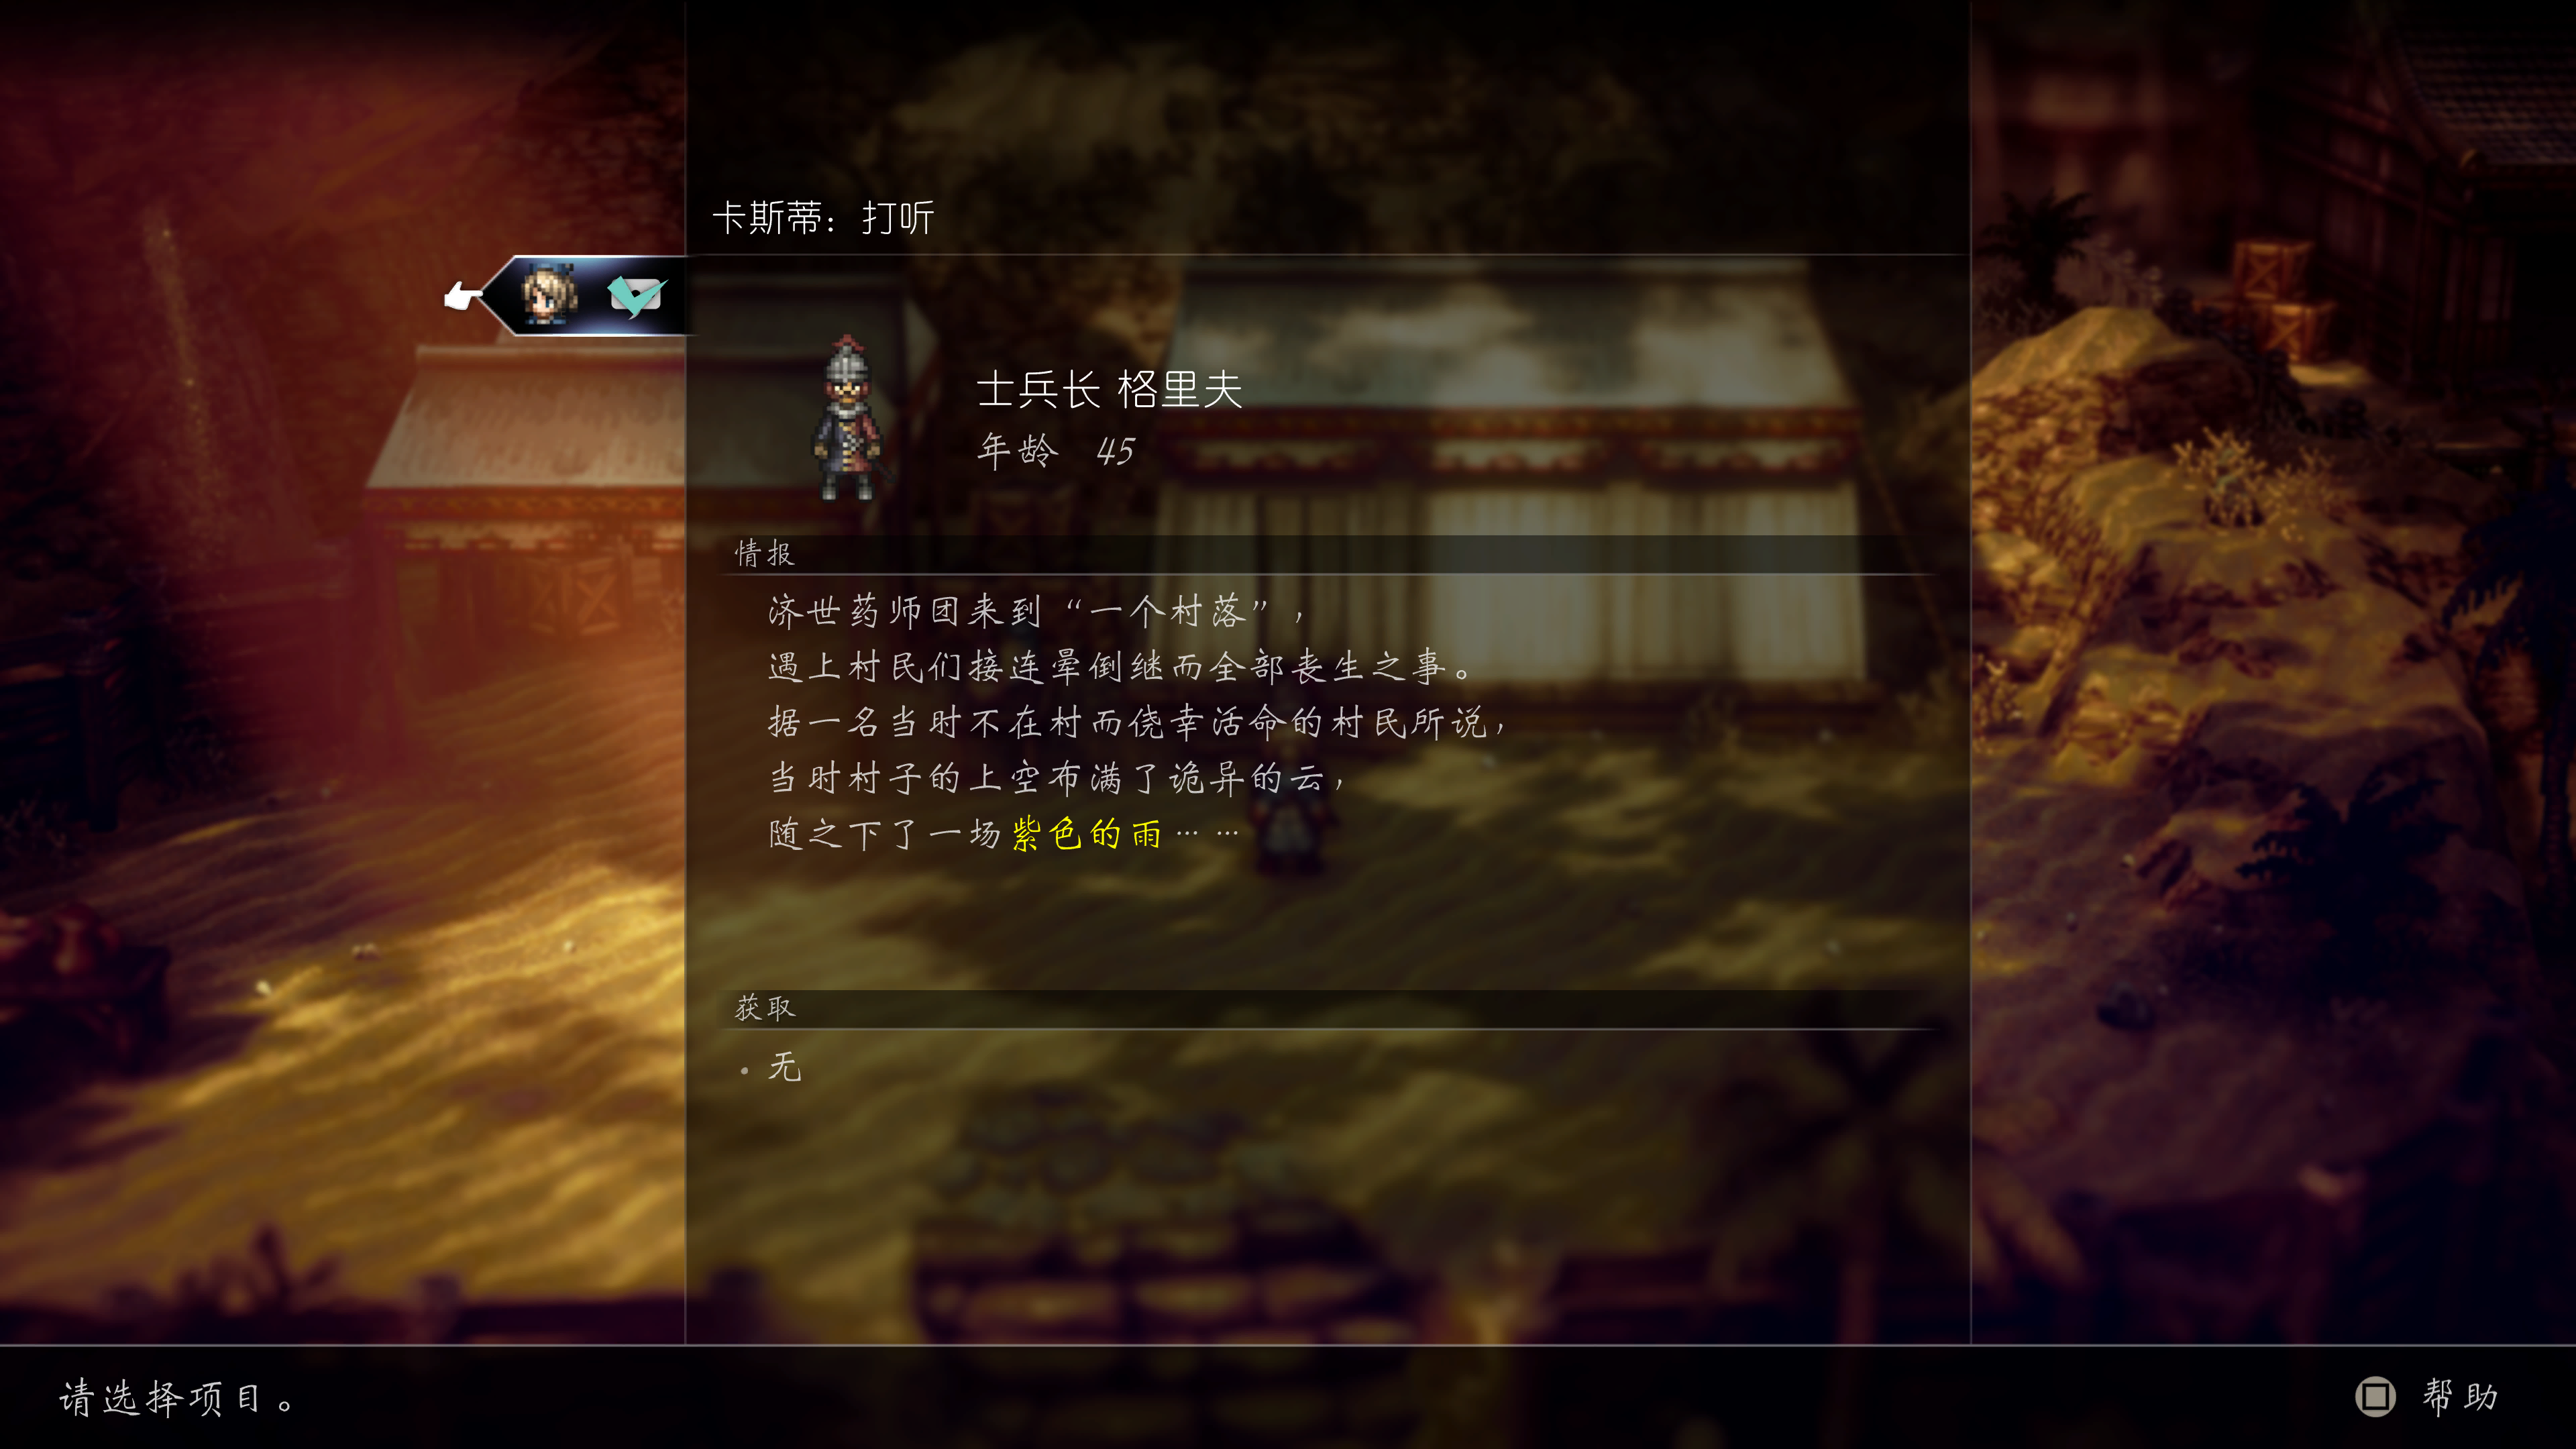 卡斯蒂：打听
士兵长 格里夫
年龄 45
情报
济世药师团来到“一个村落”，
遇上村民们接连晕倒继而全部丧生之事。
据一名当时不在村而侥幸活命的村民所说，
当时村子的上空布满了诡异的云，
随之下了一场紫色的雨……
获取
·无
请选择项目。
帮助